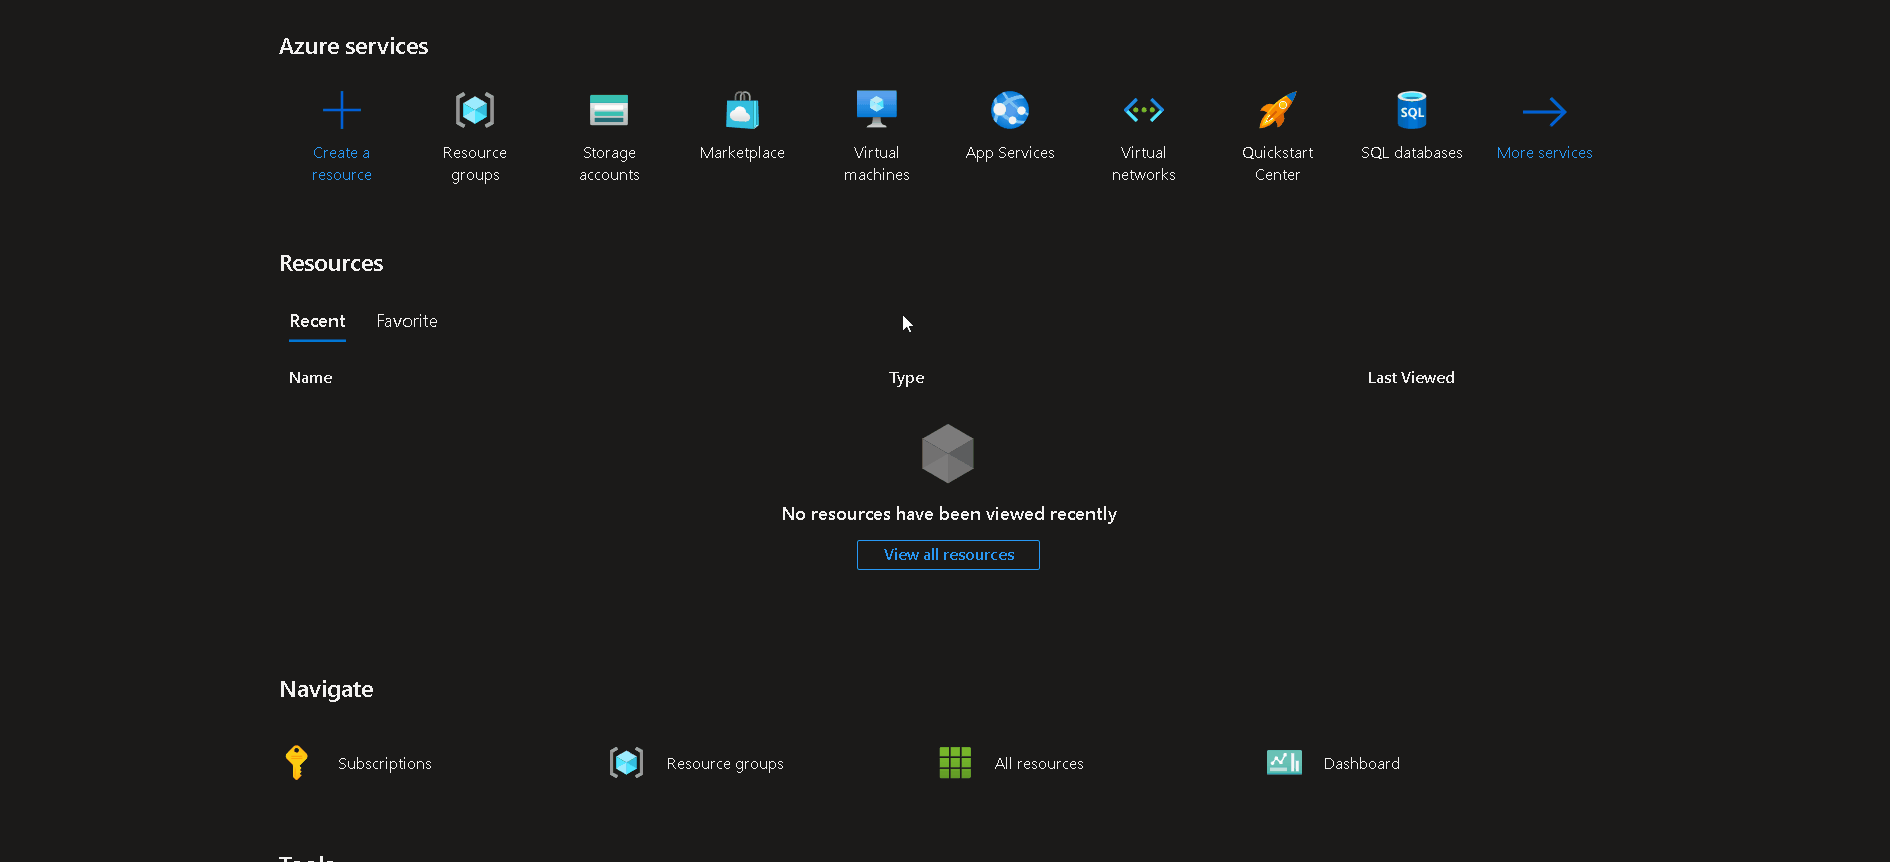 Azure services
Create a
resource
Resource
groups
Storage
accounts
Marketplace
Virtual
machines
App Services
Virtual
networks
Quickstart
Center
SQL
SQL databases
More services
Resources
Recent Favorite
Name Type Last Viewed
No resources have been viewed recently
View all resources
Navigate
Subscriptions Resource groups All resources Dashboard
Tools